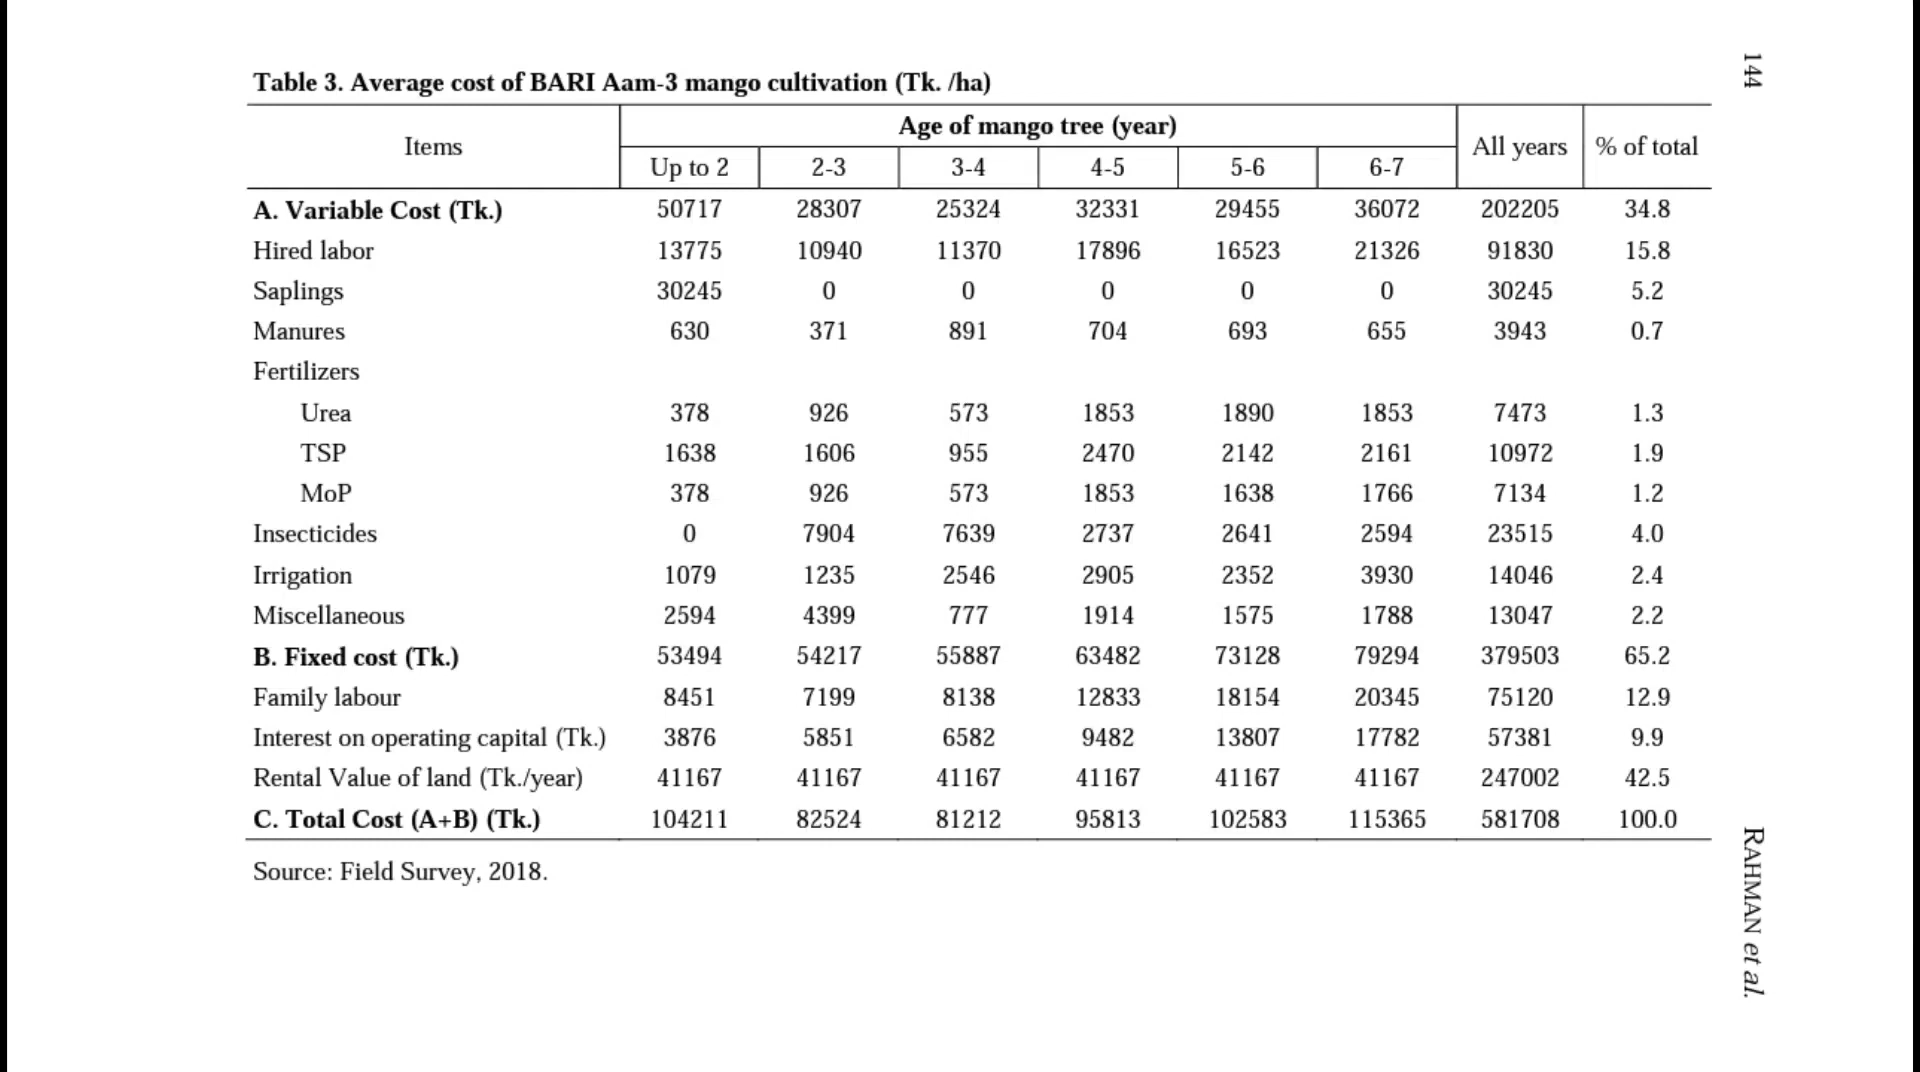 144
Table 3. Average cost of BARI Aam-3 mango cultivation (Tk. /ha)
Items Age of mango tree (year) All years % of total
Up to 2 2-3 3-4 4-5 5-6 6-7
A. Variable Cost (Tk.) 50717 28307 25324 32331 29455 36072 202205 34.8
Hired labor 13775 10940 11370 17896 16523 21326 91830 15.8
Saplings 30245 0 0 0 0 0 30245 5.2
Manures 630 371 891 704 693 655 3943 0.7
Fertilizers
Urea 378 926 573 1853 1890 1853 7473 1.3
TSP 1638 1606 955 2470 2142 2161 10972 1.9
MoP 378 926 573 1853 1638 1766 7134 1.2
Insecticides 0 7904 7639 2737 2641 2594 23515 4.0
Irrigation 1079 1235 2546 2905 2352 3930 14046 2.4
Miscellaneous 2594 4399 777 1914 1575 1788 13047 2.2
B. Fixed cost (Tk.) 53494 54217 55887 63482 73128 79294 379503 65.2
Family labour 8451 7199 8138 12833 18154 20345 75120 12.9
Interest on operating capital (Tk.) 3876 5851 6582 9482 13807 17782 57381 9.9
Rental Value of land (Tk./year) 41167 41167 41167 41167 41167 41167 247002 42.5
C. Total Cost (A+B) (Tk.) 104211 82524 81212 95813 102583 115365 581708 100.0
Source: Field Survey, 2018.
RAHMAN et al.